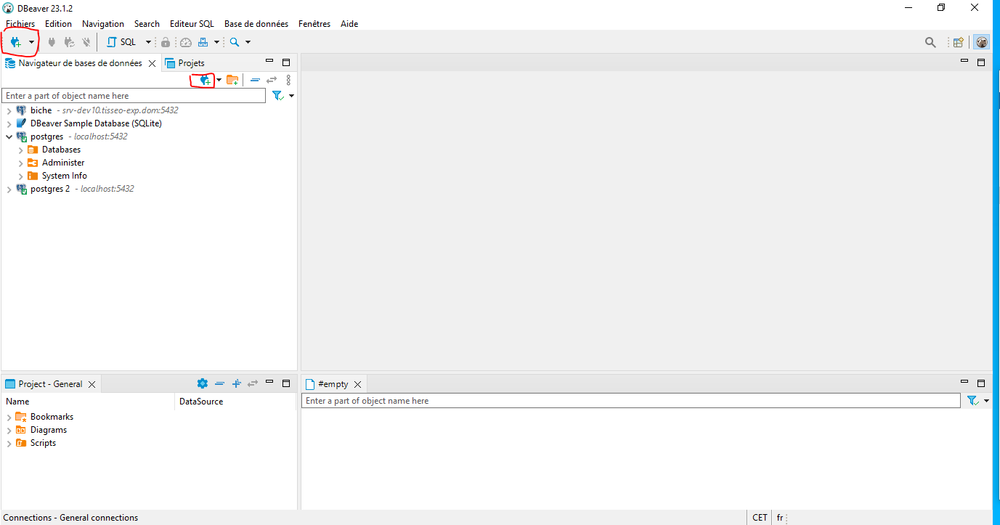 DBeaver 23.1.2
Fichiers Edition Navigation Search Editeur SQL Base de données Fenêtres Aide
SQL
Navigateur de bases de données Projets
Enter a part of object name here
biche - srv-dev10.tisseo-exp.dom:5432
DBeaver Sample Database (SQLite)
postgres - localhost:5432
Databases
Administer
System Info
postgres 2 - localhost:5432
Project - General
Name DataSource
Bookmarks
Diagrams
Scripts
#empty
Enter a part of object name here
Connections - General connections CET fr